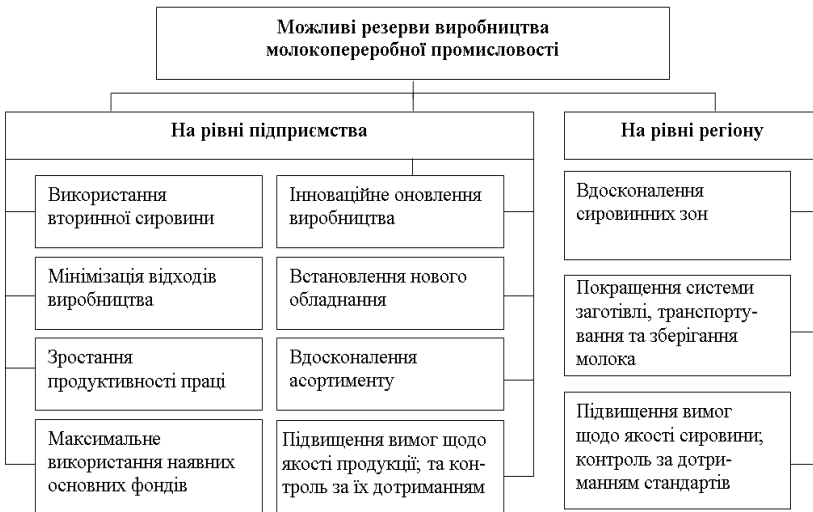 Можливі резерви виробництва
молокопереробної промисловості
На рівні підприємства
Використання
вторинної сировини
Мінімізація відходів
виробництва
Зростання
продуктивності праці
Максимальне
використання наявних
основних фондів
Інноваційне оновлення
виробництва
Встановлення нового
обладнання
Вдосконалення
асортименту
Підвищення вимог щодо
якості продукції; та кон-
троль за їх дотриманням
На рівні регіону
Вдосконалення
сировинних зон
Покращення системи
заготівлі, транспорту-
вання та зберігання
молока
Підвищення вимог
щодо якості сировини;
контроль за дотри-
манням стандартів